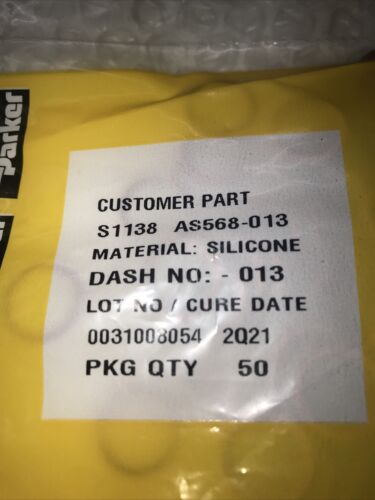 Parker
CUSTOMER PART
S1138 AS568-013
MATERIAL: SILICONE
DASH NO: - 013
LOT NO / CURE DATE
0031008054 2Q21
PKG QTY 50